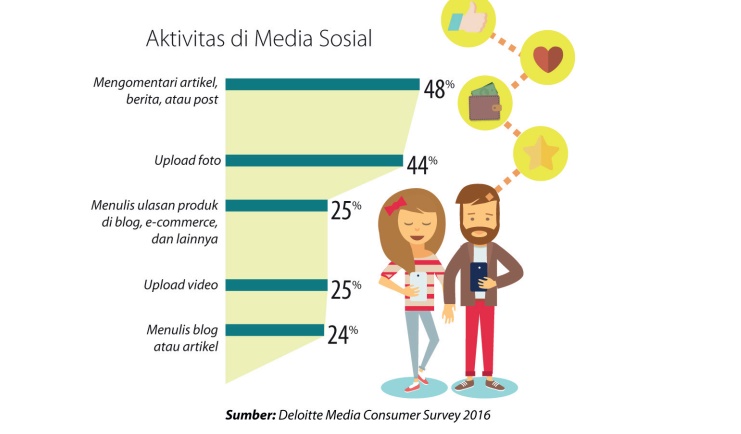 Aktivitas di Media Sosial
Mengomentari artikel,
berita, atau post
48%
Upload foto
44%
Menulis ulasan produk
di blog, e-commerce,
dan lainnya
25%
Upload video
25%
Menulis blog
atau artikel
24%
Sumber: Deloitte Media Consumer Survey 2016